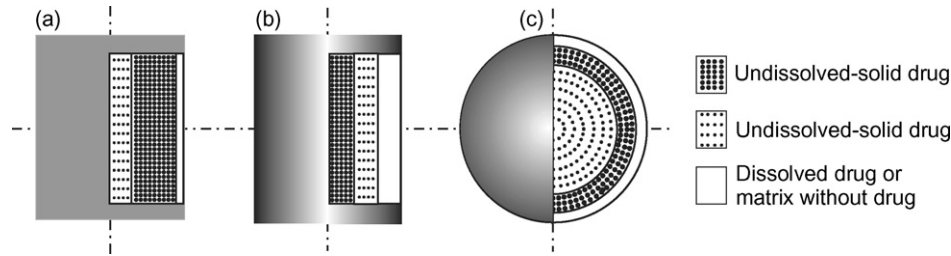 (a)
(b)
(c)
Undissolved-solid drug
Undissolved-solid drug
Dissolved drug or
matrix without drug